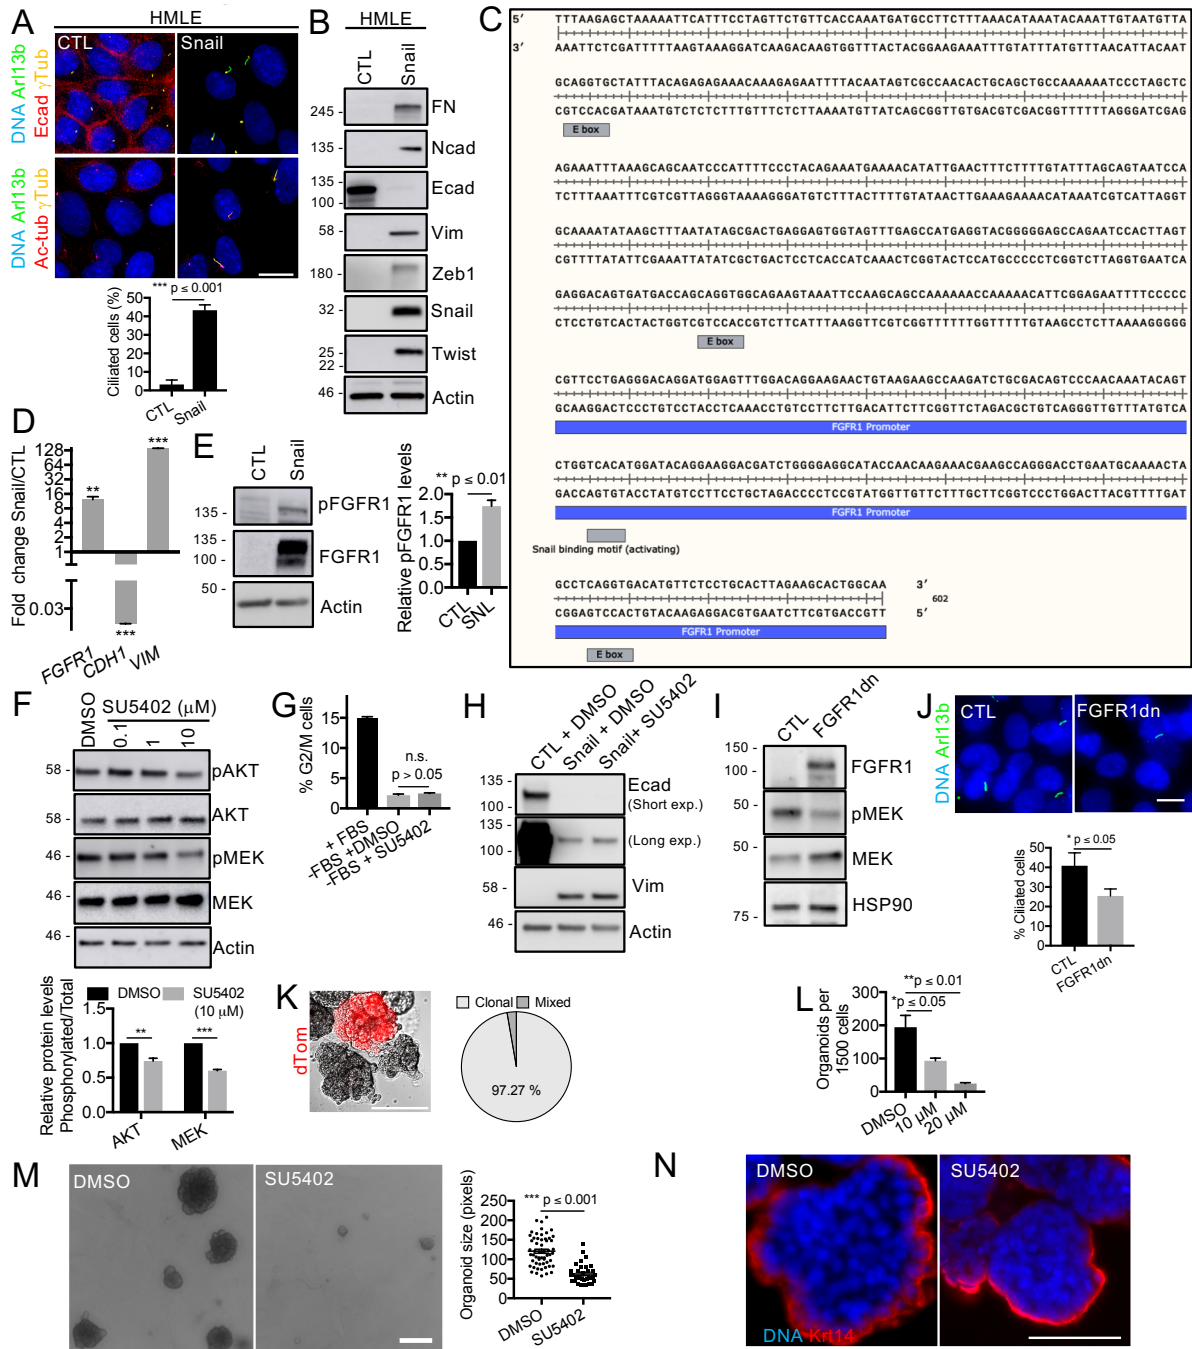 A
HMLE
CTL
Snail
DNA Arl13b
Ecad γTub
DNA Arl13b
Ac-tub γTub
*** p ≤ 0.001
Ciliated cells (%)
50
40
30
20
10
0
CTL
Snail
B
HMLE
CTL
Snail
245 -
FN
135 -
Ncad
135 -
100 -
Ecad
58 -
Vim
180 -
Zeb1
32 -
Snail
25 -
22 -
Twist
46 -
Actin
C
5′
TTTAAGAGCTAAAAATTCATTTCCTAGTTCTGTTCACCAAATGATGCCTTCTTTAAACATAAATACAAATTGTAATGTTA
3′
AAATTCTCGATTTTTAAGTAAAGGATCAAGACAAGTGGTTTACTACGGAAGAAATTTGTATTTATGTTTAACATTACAAT
GCAGGTGCTATTTACAGAGAGAAACAAAGAGAATTTTACAATAGTCGCCAACACTGCAGCTGCCAAAAAATCCCTAGCTC
CGTCCACGATAAATGTCTCTCTTTGTTTCTCTTAAAATGTTATCAGCGGTTGTGACGTCGACGGTTTTTTAGGGATCGAG
E box
AGAAATTTAAAGCAGCAATCCCATTTTCCCTACAGAAATGAAAACATATTGAACTTTCTTTTGTATTTAGCAGTAATCCA
TCTTTAAATTTCGTCGTTAGGGTAAAAGGGATGTCTTTACTTTTGTATAACTTGAAAGAAAACATAAATCGTCATTAGGT
GCAAAATATAAGCTTTAATATAGCGACTGAGGAGTGGTAGTTTGAGCCATGAGGTACGGGGGAGCCAGAATCCACTTAGT
CGTTTTATATTCGAAATTATATCGCTGACTCCTCACCATCAAACTCGGTACTCCATGCCCCCTCGGTCTTAGGTGAATCA
GAGGACAGTGATGACCAGCAGGTGGCAGAAGTAAATTCCAAGCAGCCAAAAAACCAAAAACATTCGGAGAATTTTCCCCC
CTCCTGTCACTACTGGTCGTCCACCGTCTTCATTTAAGGTTCGTCGGTTTTTTGGTTTTTGTAAGCCTCTTAAAAGGGGG
E box
CGTTCCTGAGGGACAGGATGGAGTTTGGACAGGAAGAACTGTAAGAAGCCAAGATCTGCGACAGTCCCAACAAATACAGT
GCAAGGACTCCCTGTCCTACCTCAAACCTGTCCTTCTTGACATTCTTCGGTTCTAGACGCTGTCAGGGTTGTTTATGTCA
FGFR1 Promoter
CTGGTCACATGGATACAGGAAGGACGATCTGGGGAGGCATACCAACAAGAAACGAAGCCAGGGACCTGAATGCAAAACTA
GACCAGTGTACCTATGTCCTTCCTGCTAGACCCCTCCGTATGGTTGTTCTTTGCTTCGGTCCCTGGACTTACGTTTTGAT
FGFR1 Promoter
Snail binding motif (activating)
GCCTCAGGTGACATGTTCTCCTGCACTTAGAAGCACTGGCAA 3′
602
CGGAGTCCACTGTACAAGAGGACGTGAATCTTCGTGACCGTT 5′
FGFR1 Promoter
E box
D
Fold change Snail/CTL
128
64
32
16
8
4
2
1
0.03
**
***
***
FGFR1
CDH1
VIM
E
CTL
Snail
135 -
pFGFR1
135 -
100 -
FGFR1
50 -
Actin
Relative pFGFR1 levels
** p ≤ 0.01
2.0
1.5
1.0
0.5
0.0
CTL
SNL
F
DMSO
SU5402 (µM)
0.1
1
10
58 -
pAKT
58 -
AKT
46 -
pMEK
46 -
MEK
46 -
Actin
DMSO
SU5402
(10 µM)
Relative protein levels
Phosphorylated/Total
1.5
1.0
0.5
0.0
**
***
AKT
MEK
G
% G2/M cells
15
10
5
0
n.s.
p > 0.05
+ FBS
-FBS +DMSO
-FBS + SU5402
H
CTL + DMSO
Snail + DMSO
Snail+ SU5402
135 -
100 -
Ecad
(Short exp.)
135 -
100 -
(Long exp.)
58 -
Vim
46 -
Actin
I
CTL
FGFR1dn
150 -
100 -
FGFR1
50 -
pMEK
50 -
MEK
75 -
HSP90
J
DNA Arl13b
CTL
FGFR1dn
* p ≤ 0.05
% Ciliated cells
50
40
30
20
10
0
CTL
FGFR1dn
K
dTom
Clonal
Mixed
97.27 %
L
**p ≤ 0.01
*p ≤ 0.05
Organoids per
1500 cells
300
200
100
0
DMSO
10 µM
20 µM
M
DMSO
SU5402
Organoid size (pixels)
*** p ≤ 0.001
250
200
150
100
50
0
DMSO
SU5402
N
DMSO
SU5402
DNA Krt14